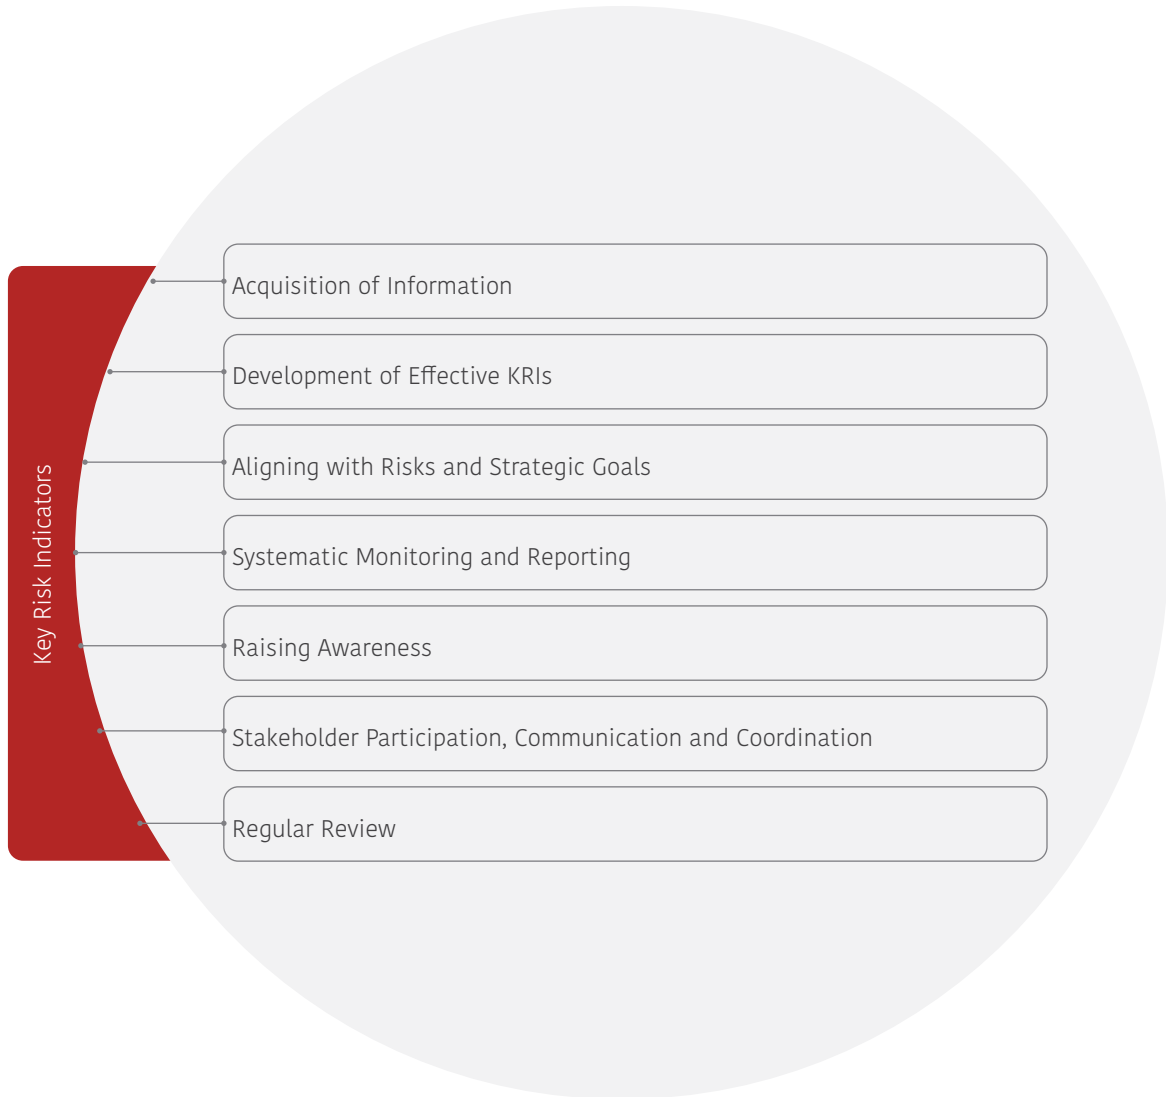 Key Risk Indicators
Acquisition of Information
Development of Effective KRIs
Aligning with Risks and Strategic Goals
Systematic Monitoring and Reporting
Raising Awareness
Stakeholder Participation, Communication and Coordination
Regular Review